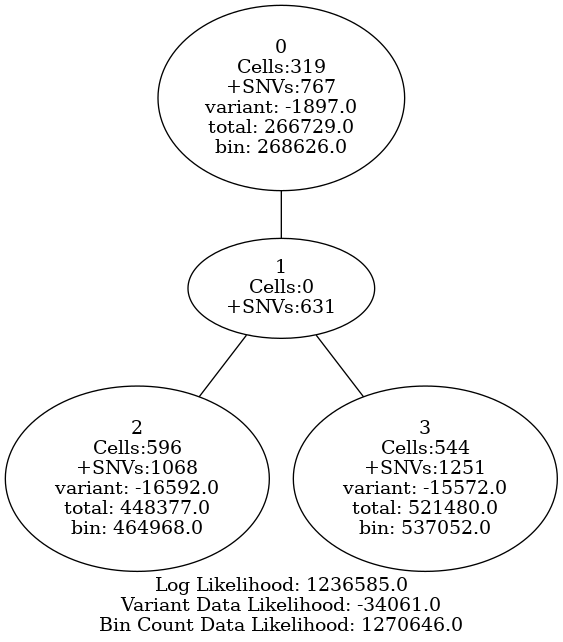 0
Cells:319
+SNVs:767
variant: -1897.0
total: 266729.0
bin: 268626.0
1
Cells:0
+SNVs:631
2
Cells:596
+SNVs:1068
variant: -16592.0
total: 448377.0
bin: 464968.0
3
Cells:544
+SNVs:1251
variant: -15572.0
total: 521480.0
bin: 537052.0
Log Likelihood: 1236585.0
Variant Data Likelihood: -34061.0
Bin Count Data Likelihood: 1270646.0